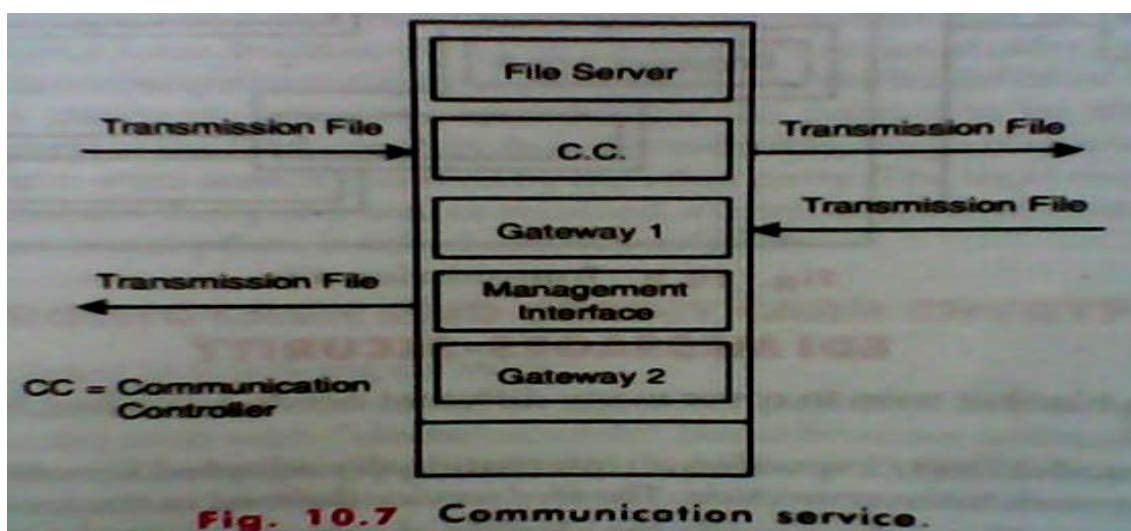 File Server
Transmission File
C.C.
Transmission File
Gateway 1
Transmission File
Transmission File
Management
Interface
Gateway 2
CC = Communication
Controller
Fig. 10.7 Communication service.